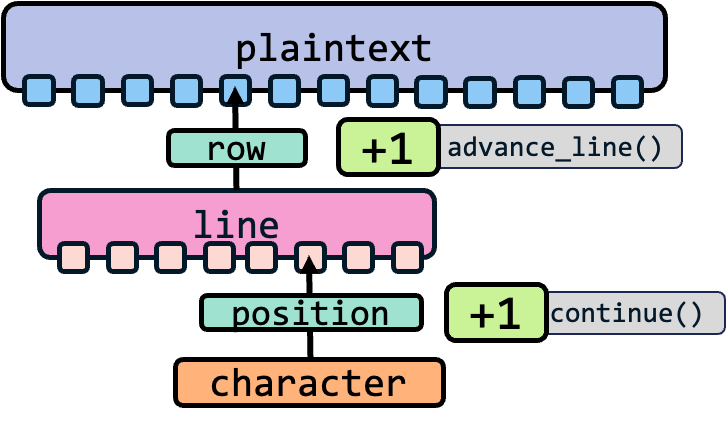 plaintext
row
+1 advance_line()
line
position
+1 continue()
character